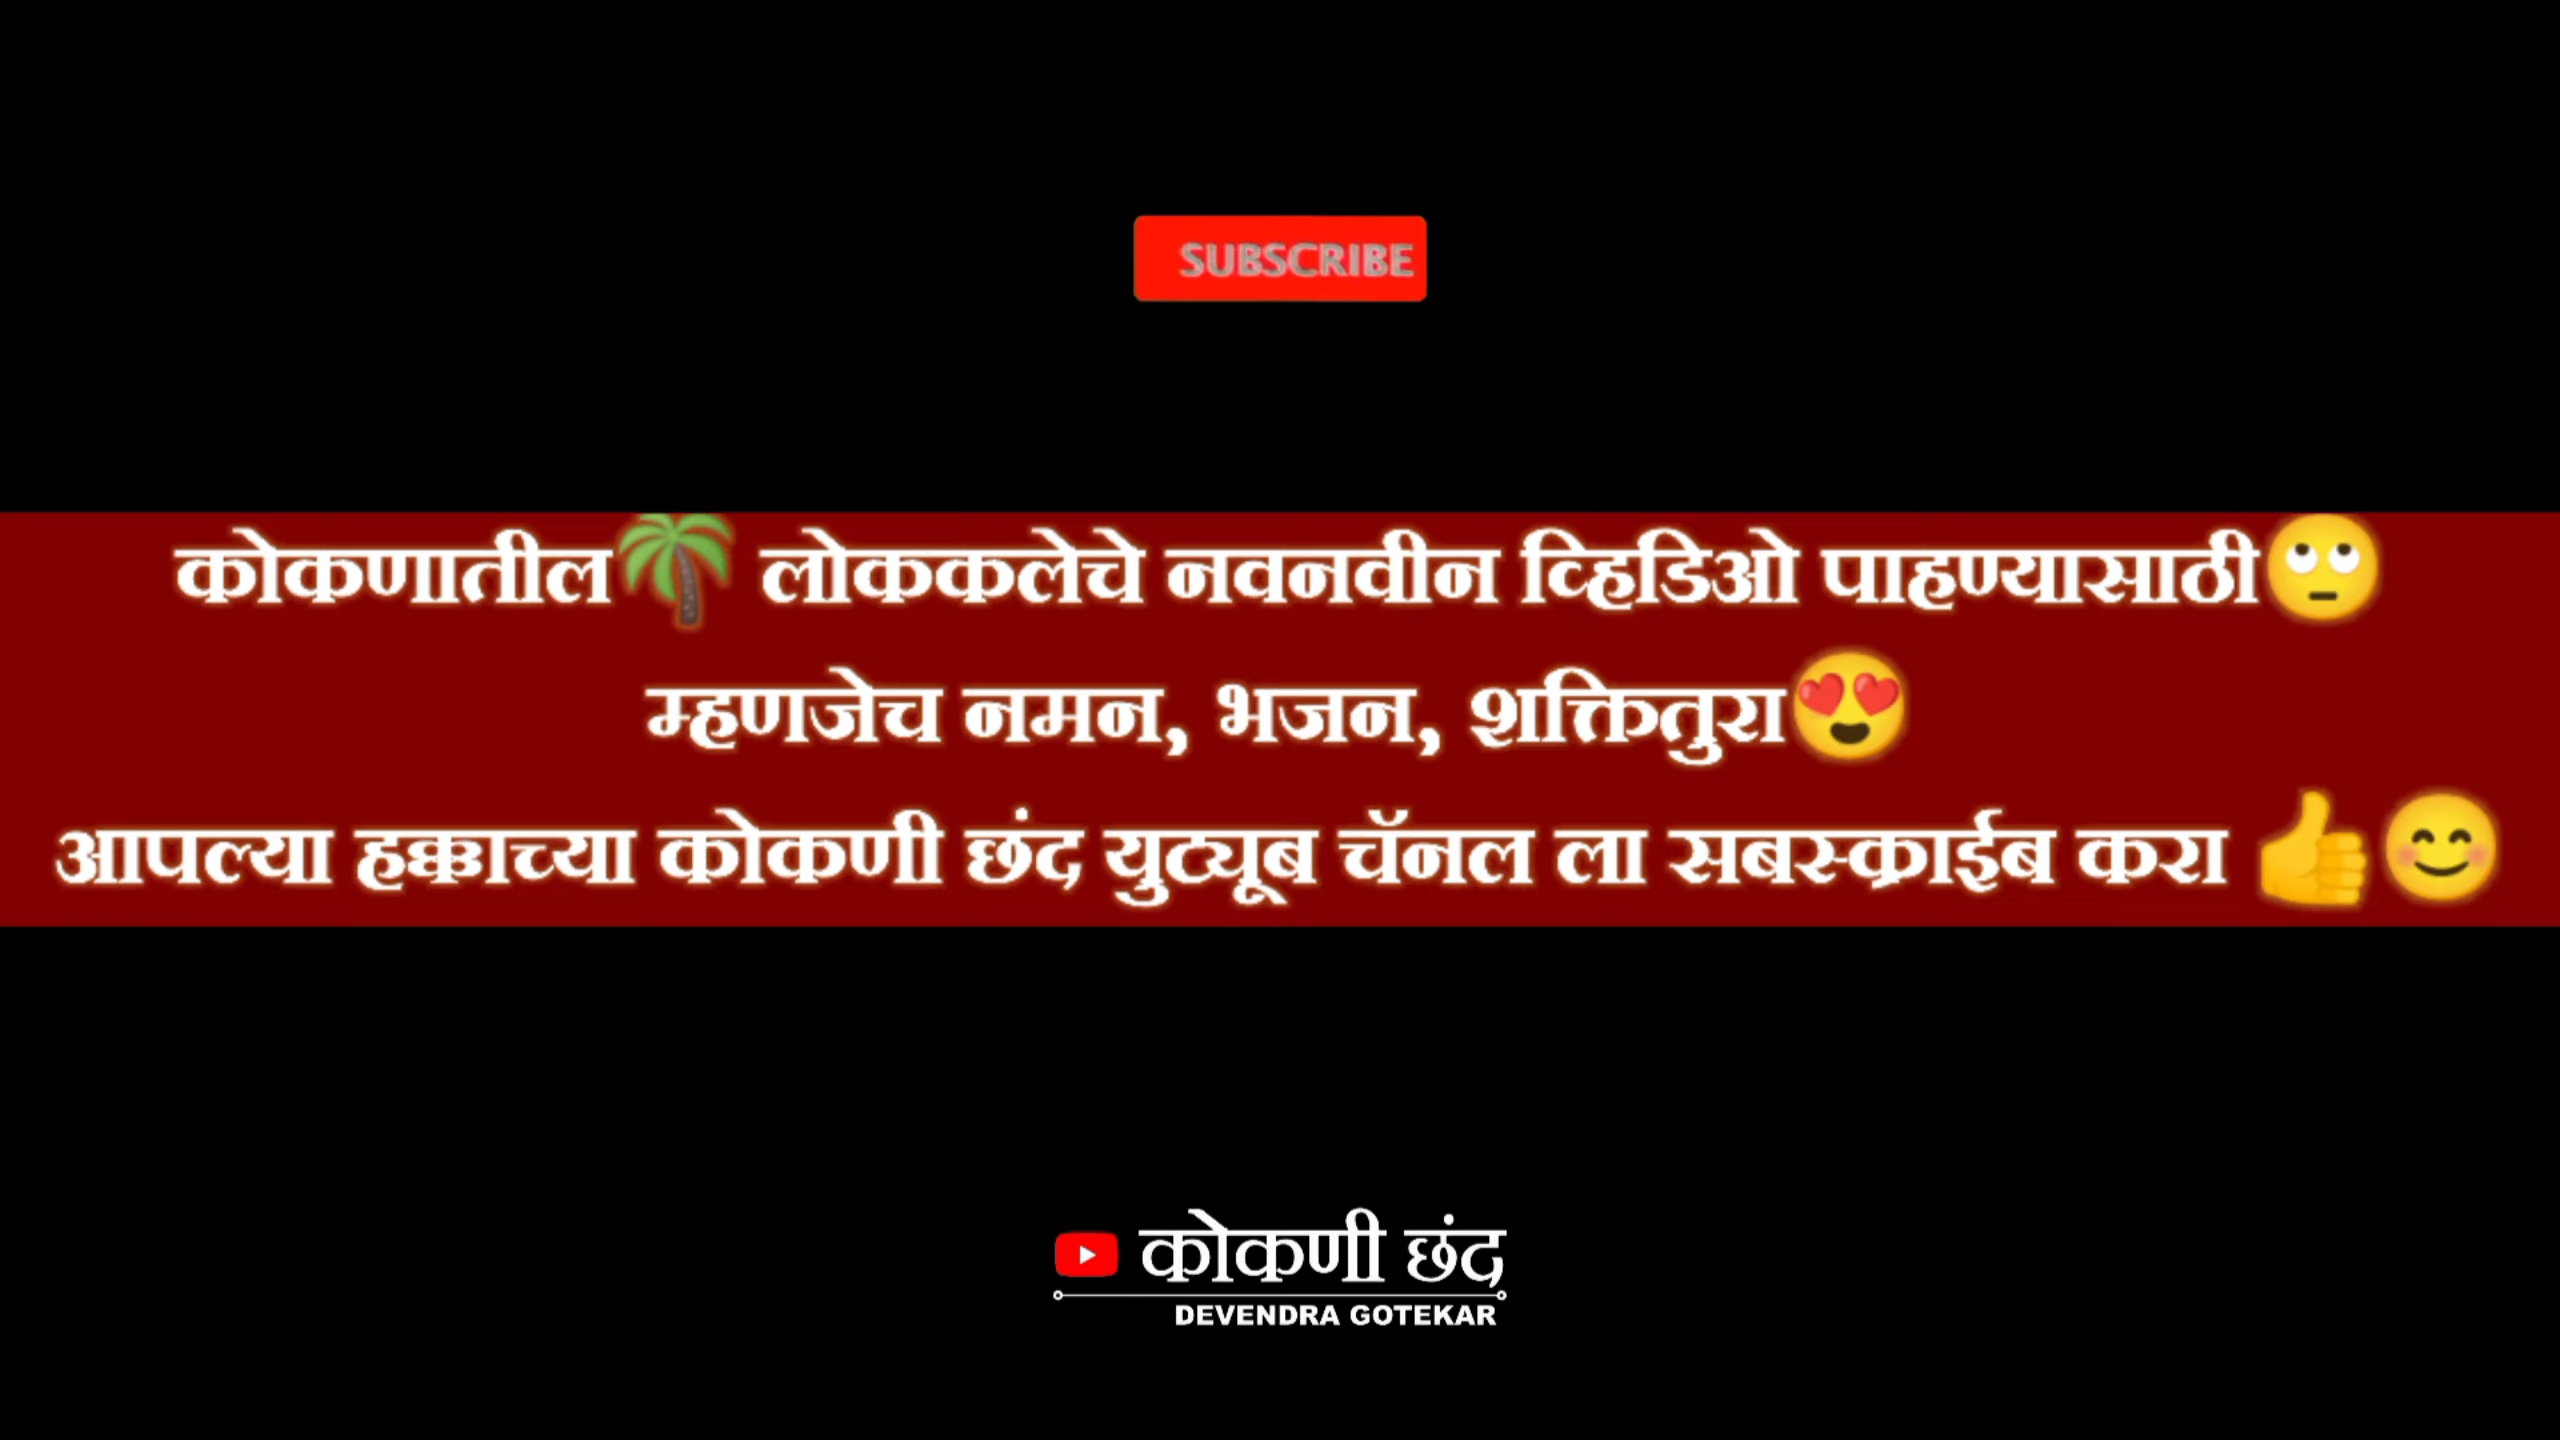 SUBSCRIBE
कोकणातील🌴 लोककलेचे नवनवीन व्हिडिओ पाहण्यासाठी🙄
म्हणजेच नमन, भजन, शक्तितुरा😍
आपल्या हक्काच्या कोकणी छंद युट्यूब चॅनल ला सबस्क्राईब करा 👍😊
कोकणी छंद
DEVENDRA GOTEKAR